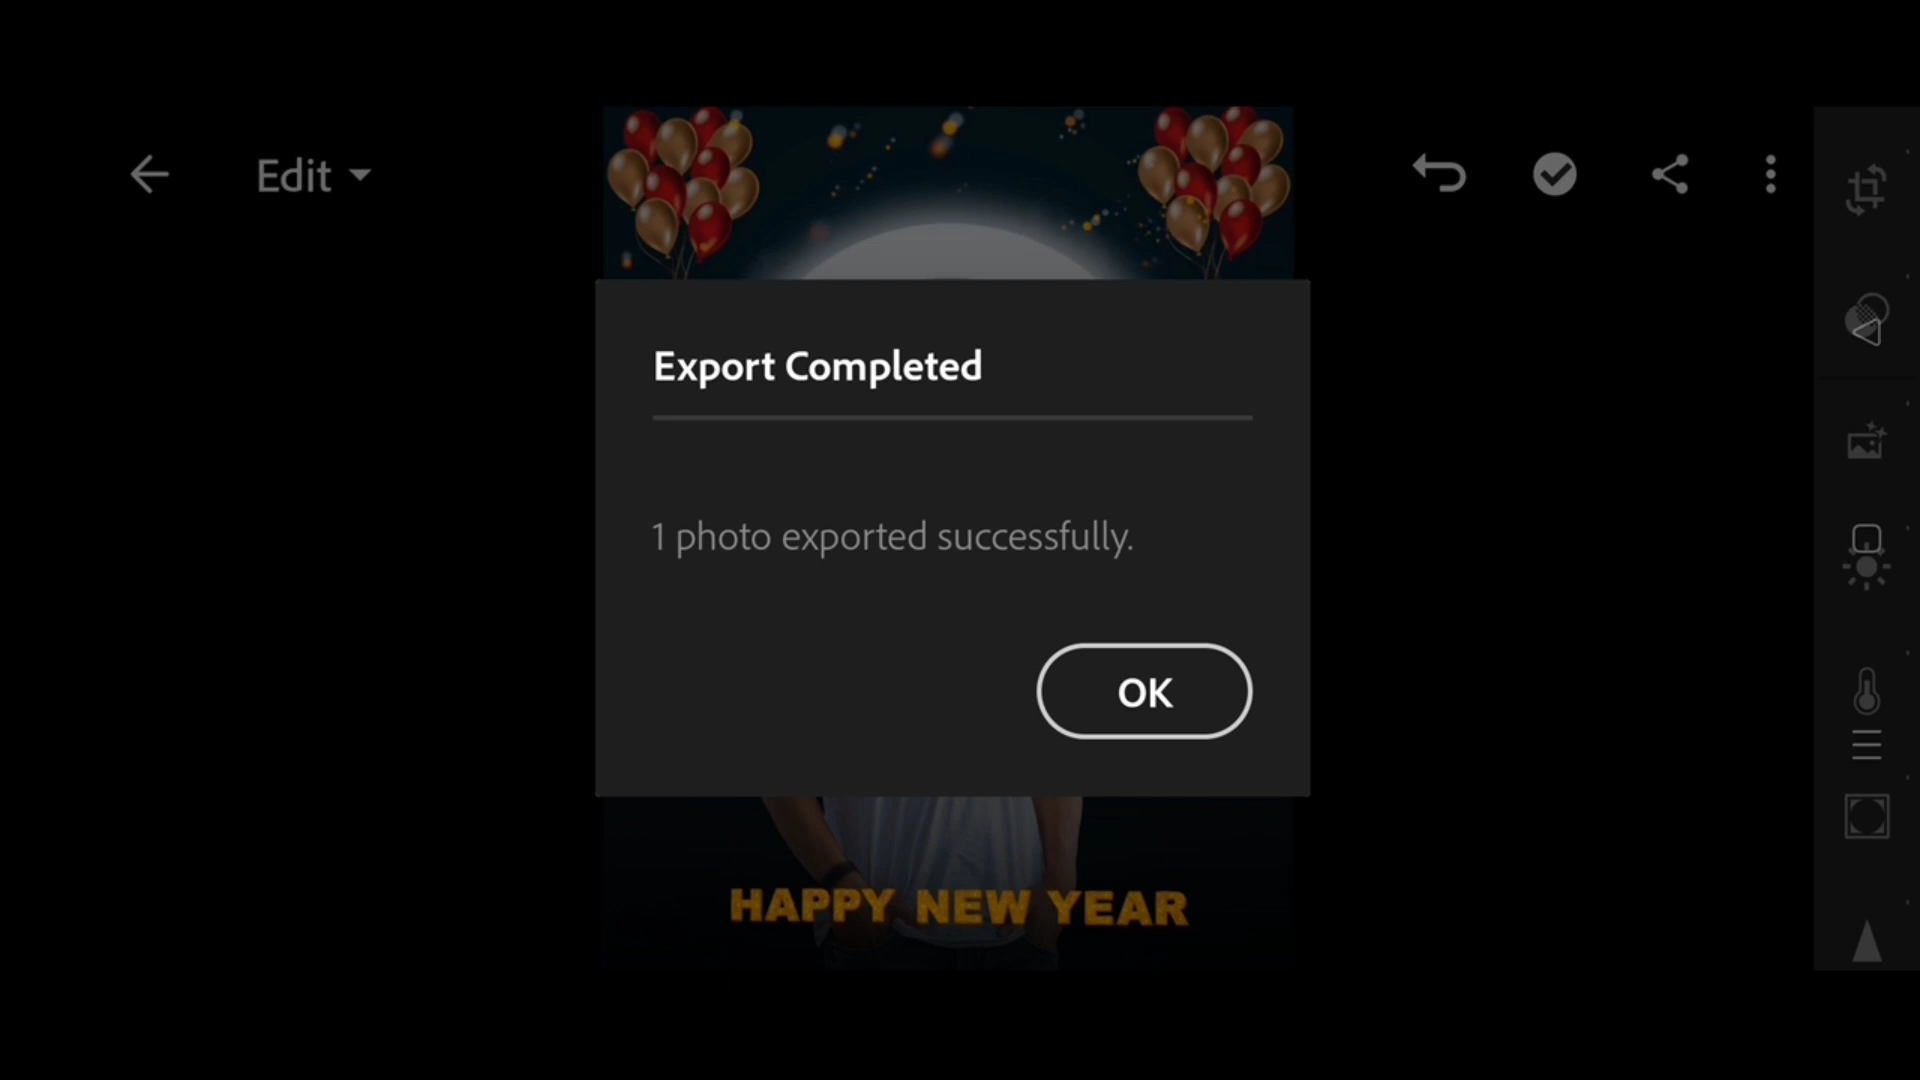 Edit
Export Completed
1 photo exported successfully.
OK
HAPPY NEW YEAR